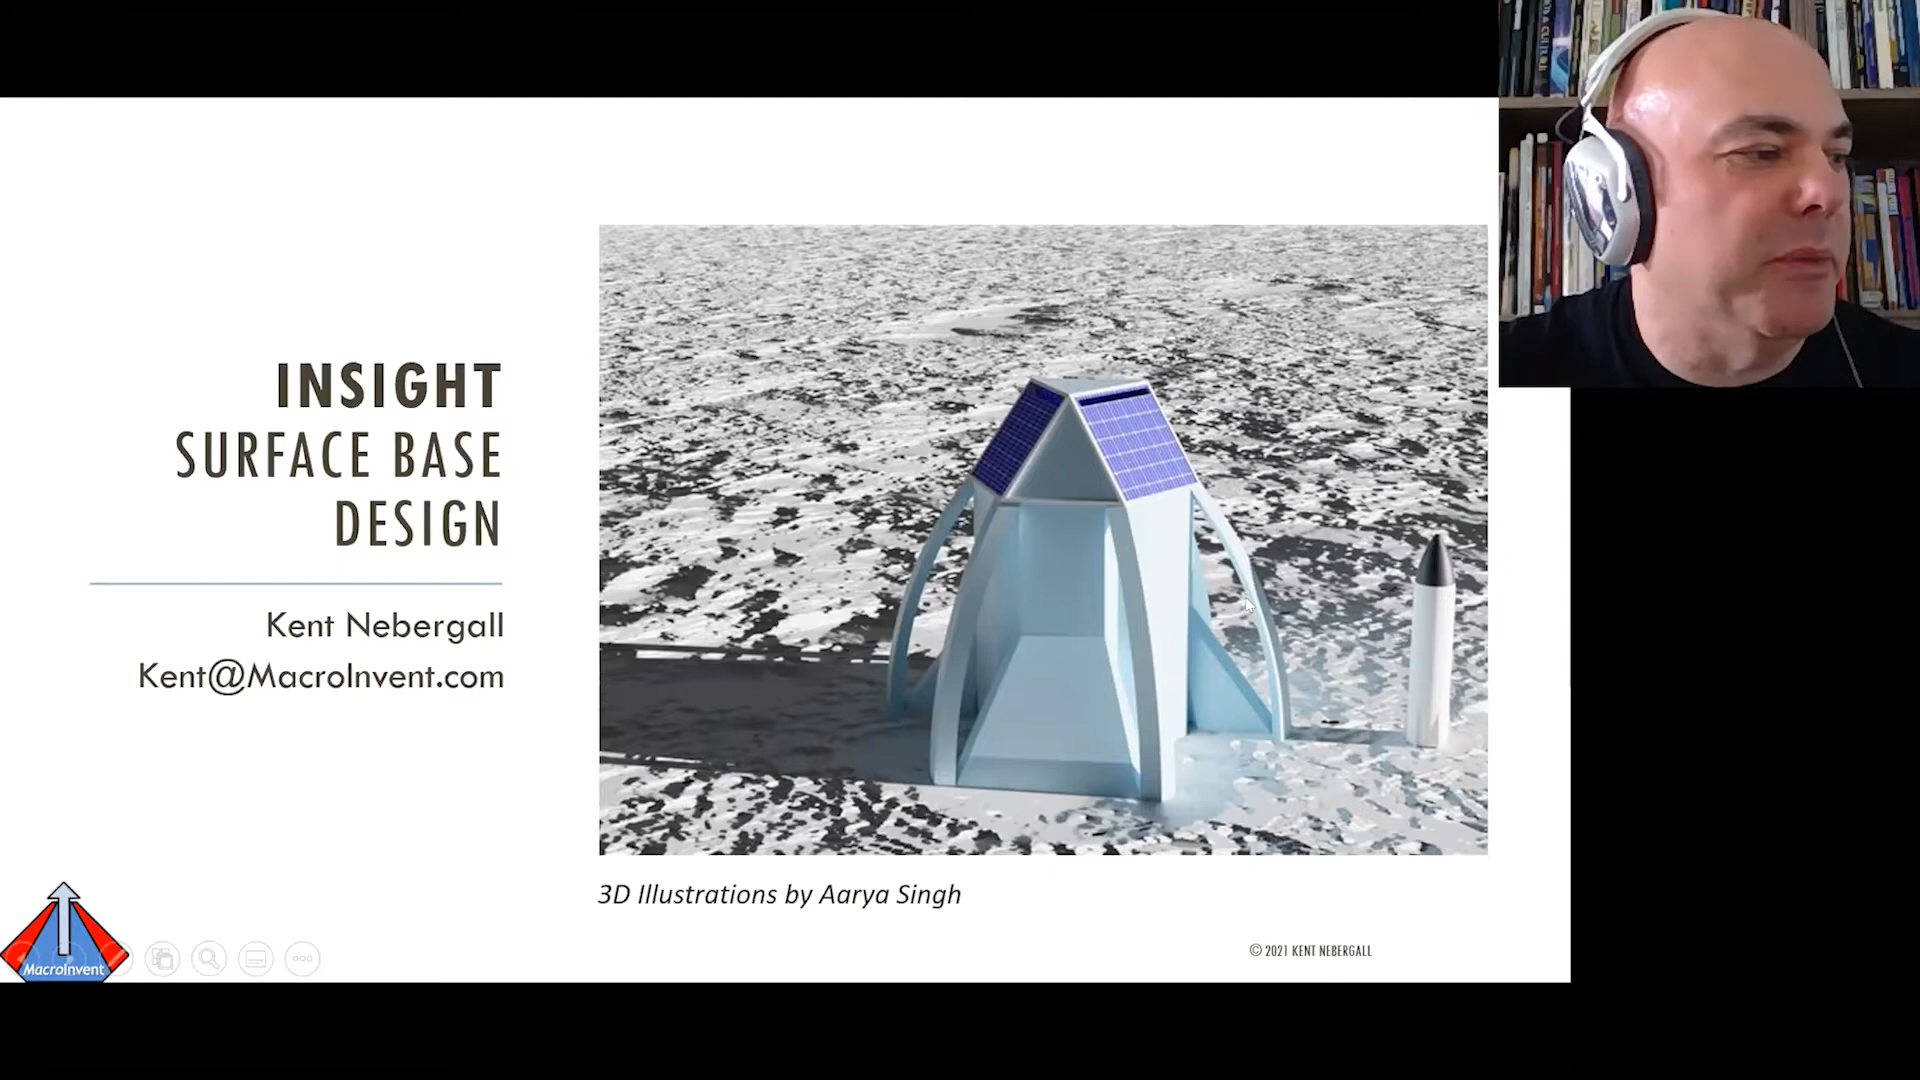 INSIGHT
SURFACE BASE
DESIGN
Kent Nebergall
Kent@MacroInvent.com
3D Illustrations by Aarya Singh
© 2021 KENT NEBERGALL
MacroInvent